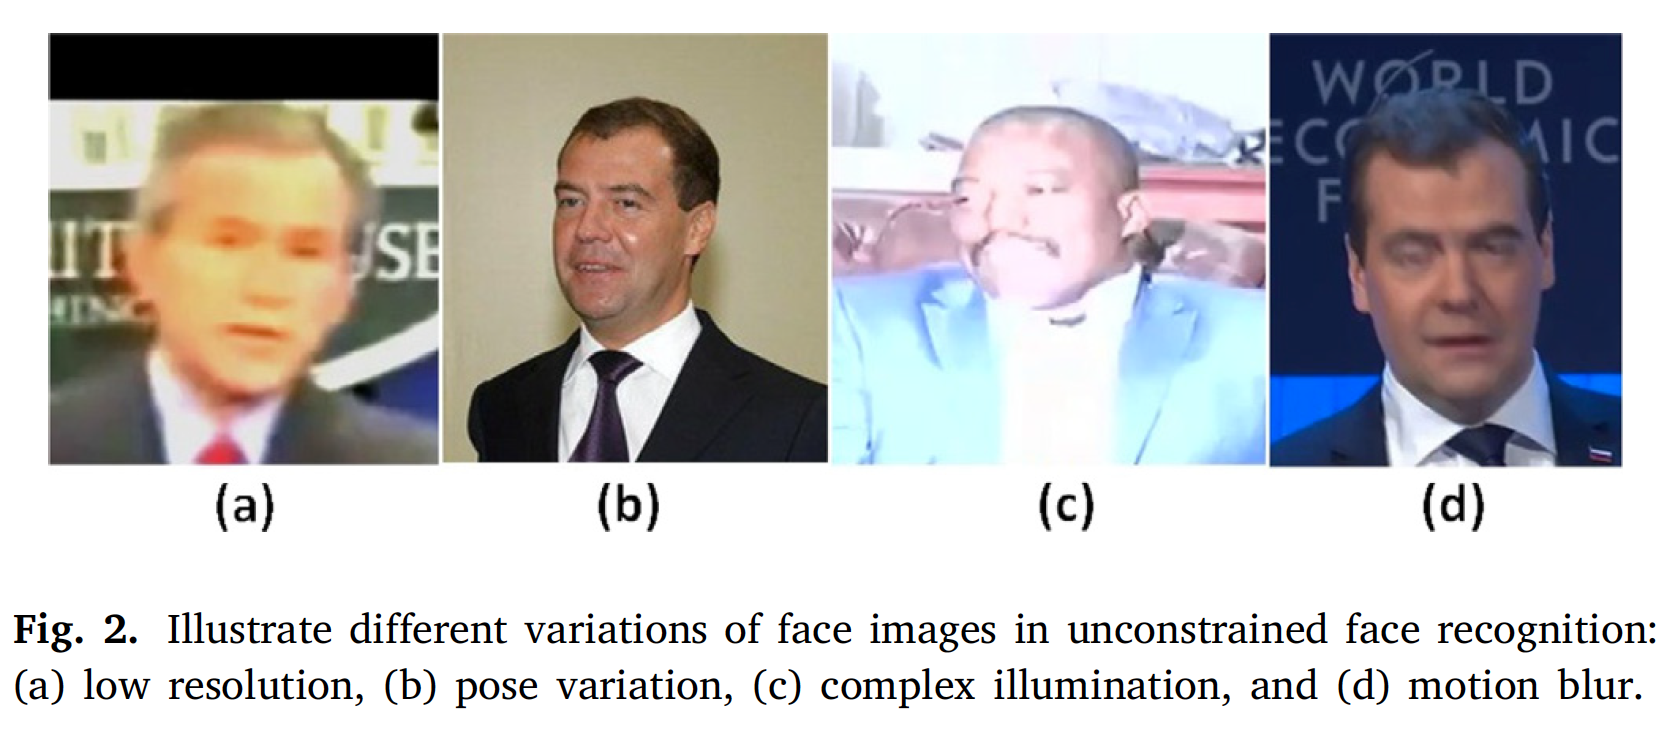 WORLD
MIC
F
IT
USE
HING
(a)
(b)
(c)
(d)
Fig. 2. Illustrate different variations of face images in unconstrained face recognition:
(a) low resolution, (b) pose variation, (c) complex illumination, and (d) motion blur.